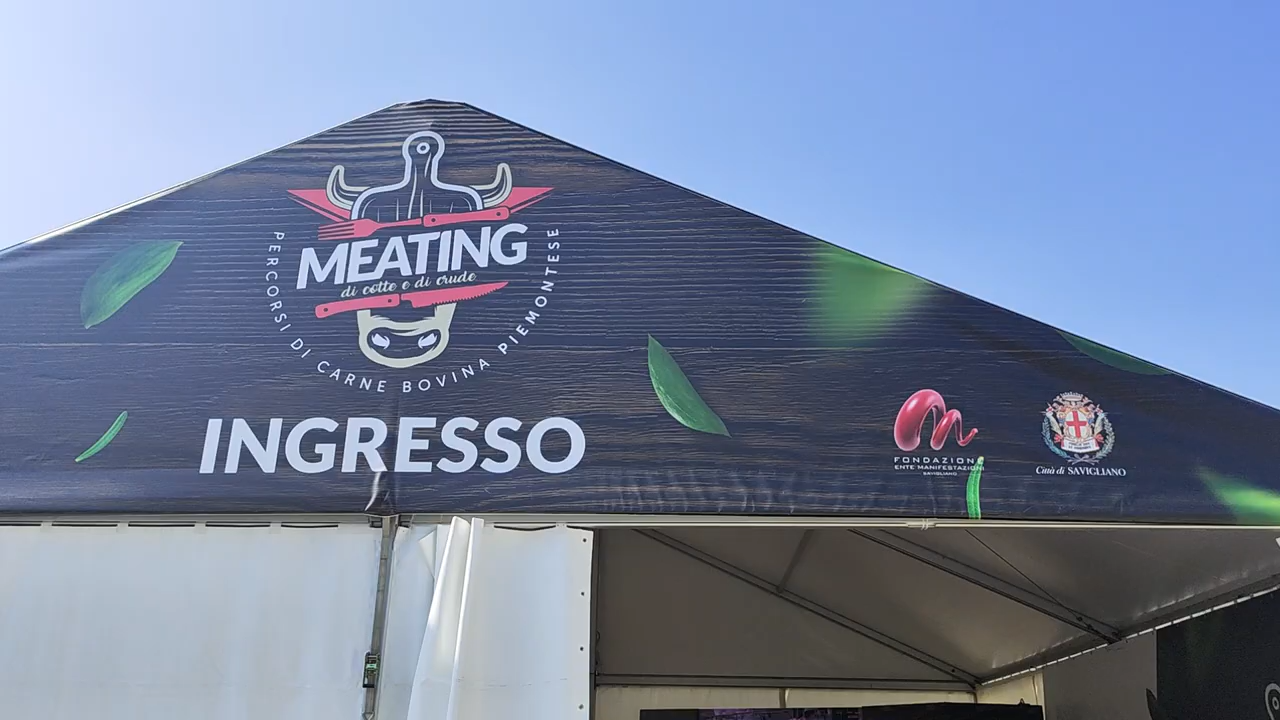 MEATING
di cotte e di crude
PERCORSI DI CARNE BOVINA PIEMONTESE
INGRESSO
FONDAZIONE
ENTE MANIFESTAZIONI
SAVIGLIANO
Città di SAVIGLIANO